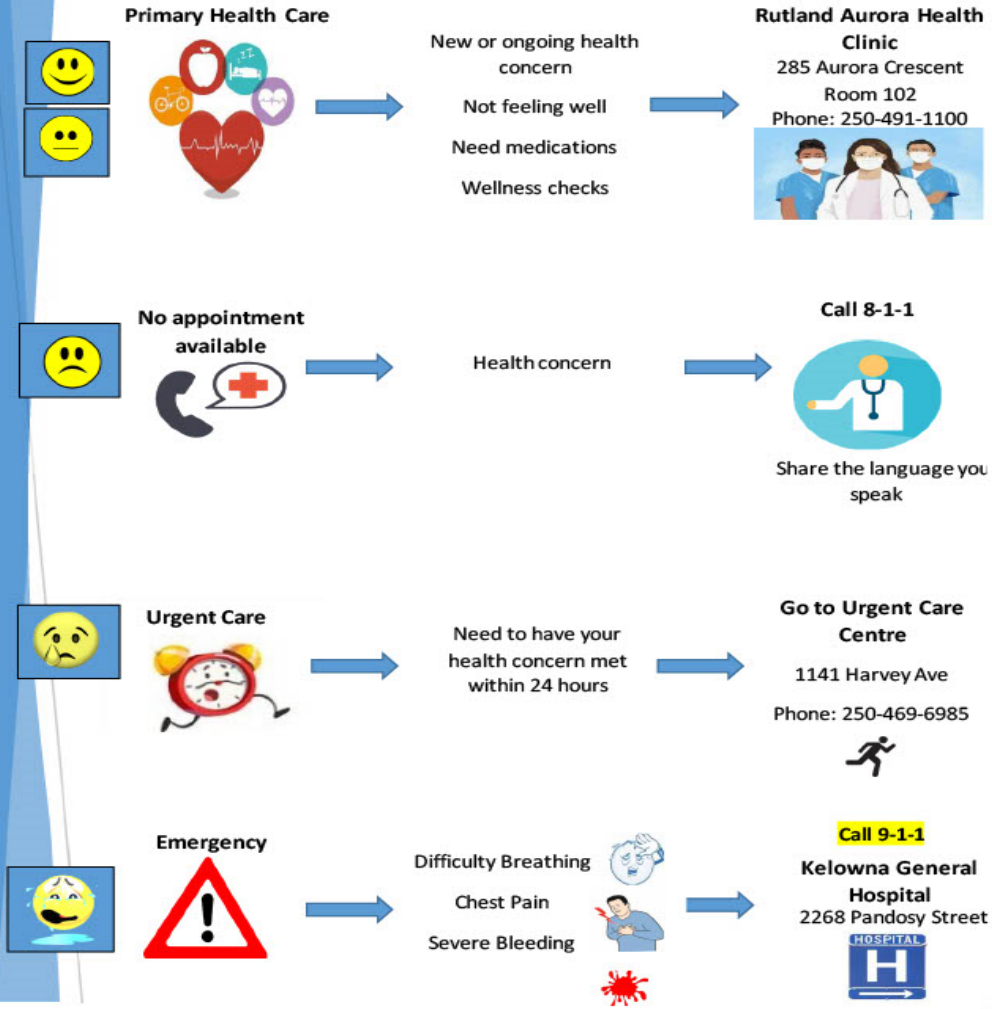 Primary Health Care
zz
New or ongoing health
concern
Not feeling well
Need medications
Wellness checks
Rutland Aurora Health
Clinic
285 Aurora Crescent
Room 102
Phone: 250-491-1100
No appointment
available
Health concern
Call 8-1-1
Share the language you
speak
Urgent Care
Need to have your
health concern met
within 24 hours
Go to Urgent Care
Centre
1141 Harvey Ave
Phone: 250-469-6985
Emergency
!
Difficulty Breathing
Chest Pain
Severe Bleeding
Call 9-1-1
Kelowna General
Hospital
2268 Pandosy Street
HOSPITAL
H